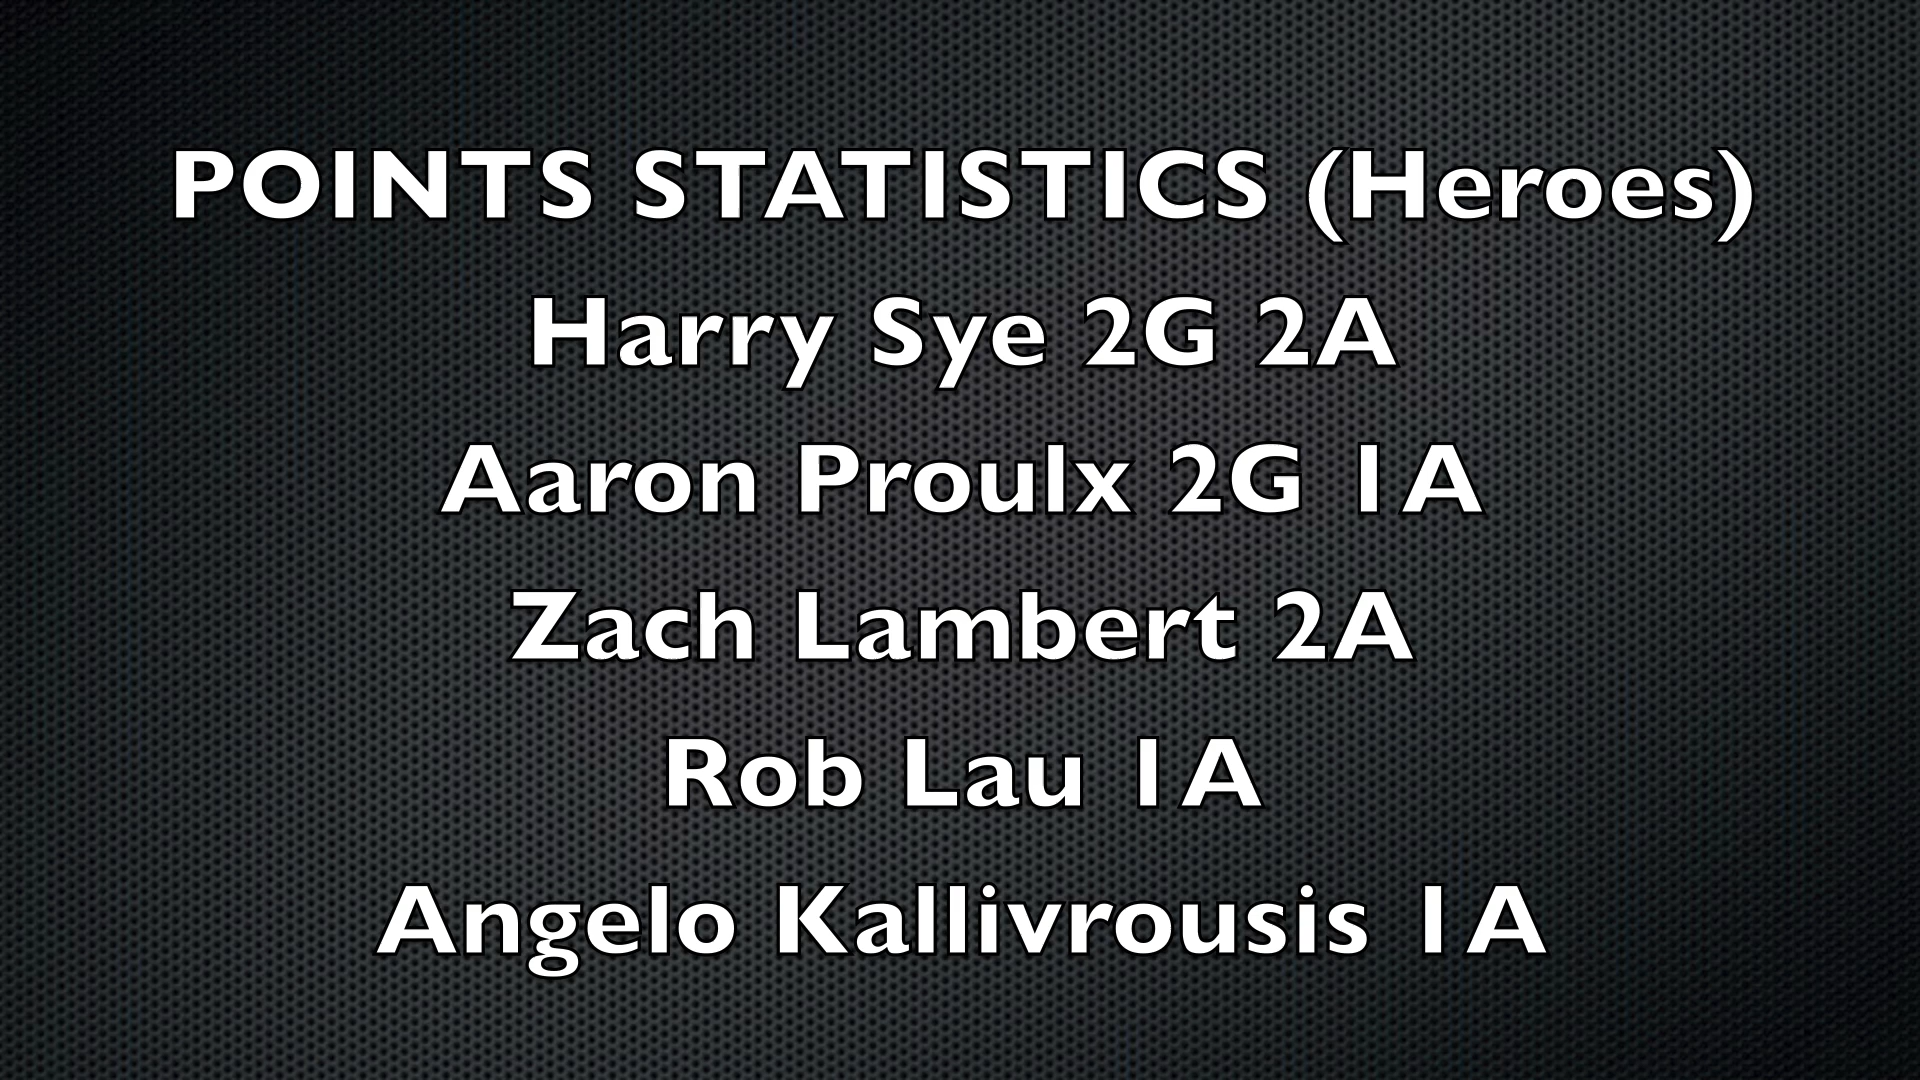 POINTS STATISTICS (Heroes)
Harry Sye 2G 2A
Aaron Proulx 2G 1A
Zach Lambert 2A
Rob Lau 1A
Angelo Kallivrousis 1A